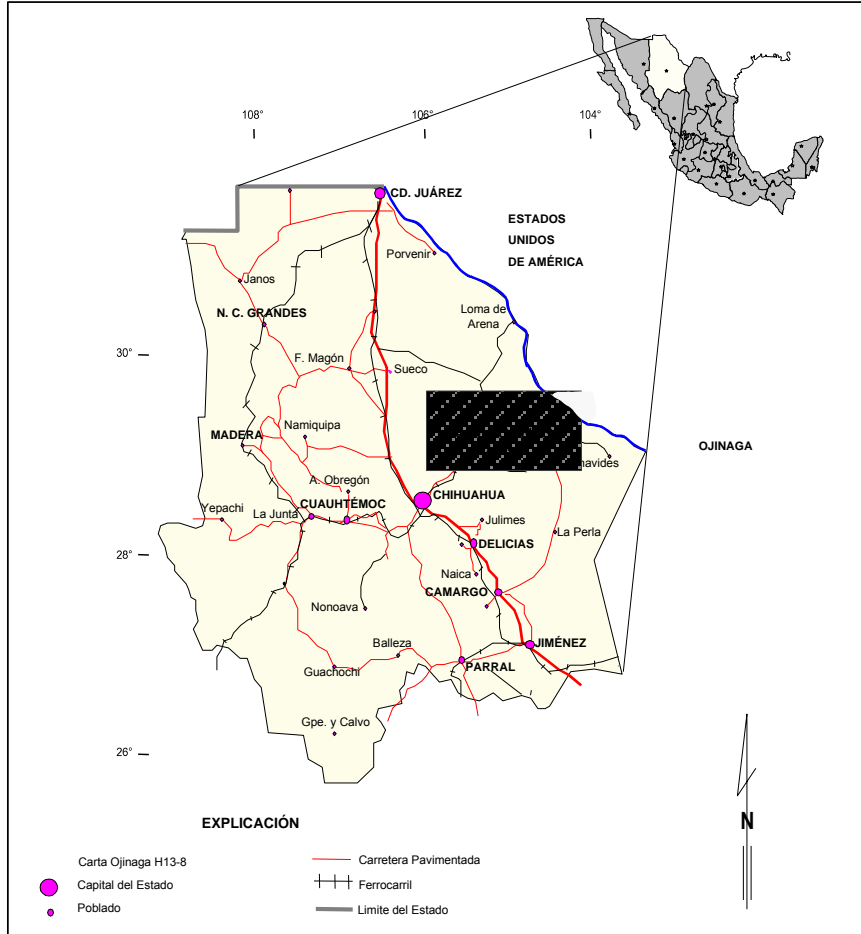 108°
106°
104°
CD. JUÁREZ
ESTADOS
UNIDOS
DE AMÉRICA
Porvenir
Janos
N. C. GRANDES
Loma de
Arena
30°
F. Magón
Sueco
MADERA
Namiquipa
OJINAGA
A. Obregón
CHIHUAHUA
CUAUHTÉMOC
Yepachi
La Junta
Julimes
La Perla
DELICIAS
28°
Naica
CAMARGO
Nonoava
Balleza
JIMÉNEZ
Guachochi
PARRAL
Gpe. y Calvo
26°
EXPLICACIÓN
N
Carta Ojinaga H13-8
Carretera Pavimentada
Capital del Estado
Ferrocarril
Poblado
Limite del Estado